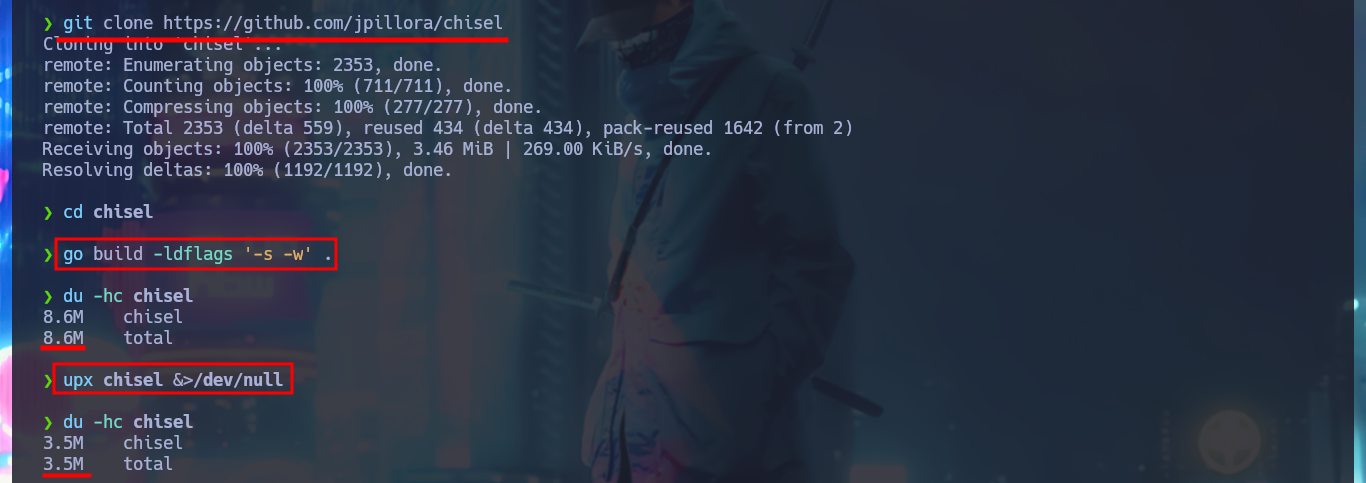 ❯ git clone https://github.com/jpillora/chisel
Cloning into 'chisel'...
remote: Enumerating objects: 2353, done.
remote: Counting objects: 100% (711/711), done.
remote: Compressing objects: 100% (277/277), done.
remote: Total 2353 (delta 559), reused 434 (delta 434), pack-reused 1642 (from 2)
Receiving objects: 100% (2353/2353), 3.46 MiB | 269.00 KiB/s, done.
Resolving deltas: 100% (1192/1192), done.
❯ cd chisel
❯ go build -ldflags '-s -w' .
❯ du -hc chisel
8.6M    chisel
8.6M    total
❯ upx chisel &>/dev/null
❯ du -hc chisel
3.5M    chisel
3.5M    total